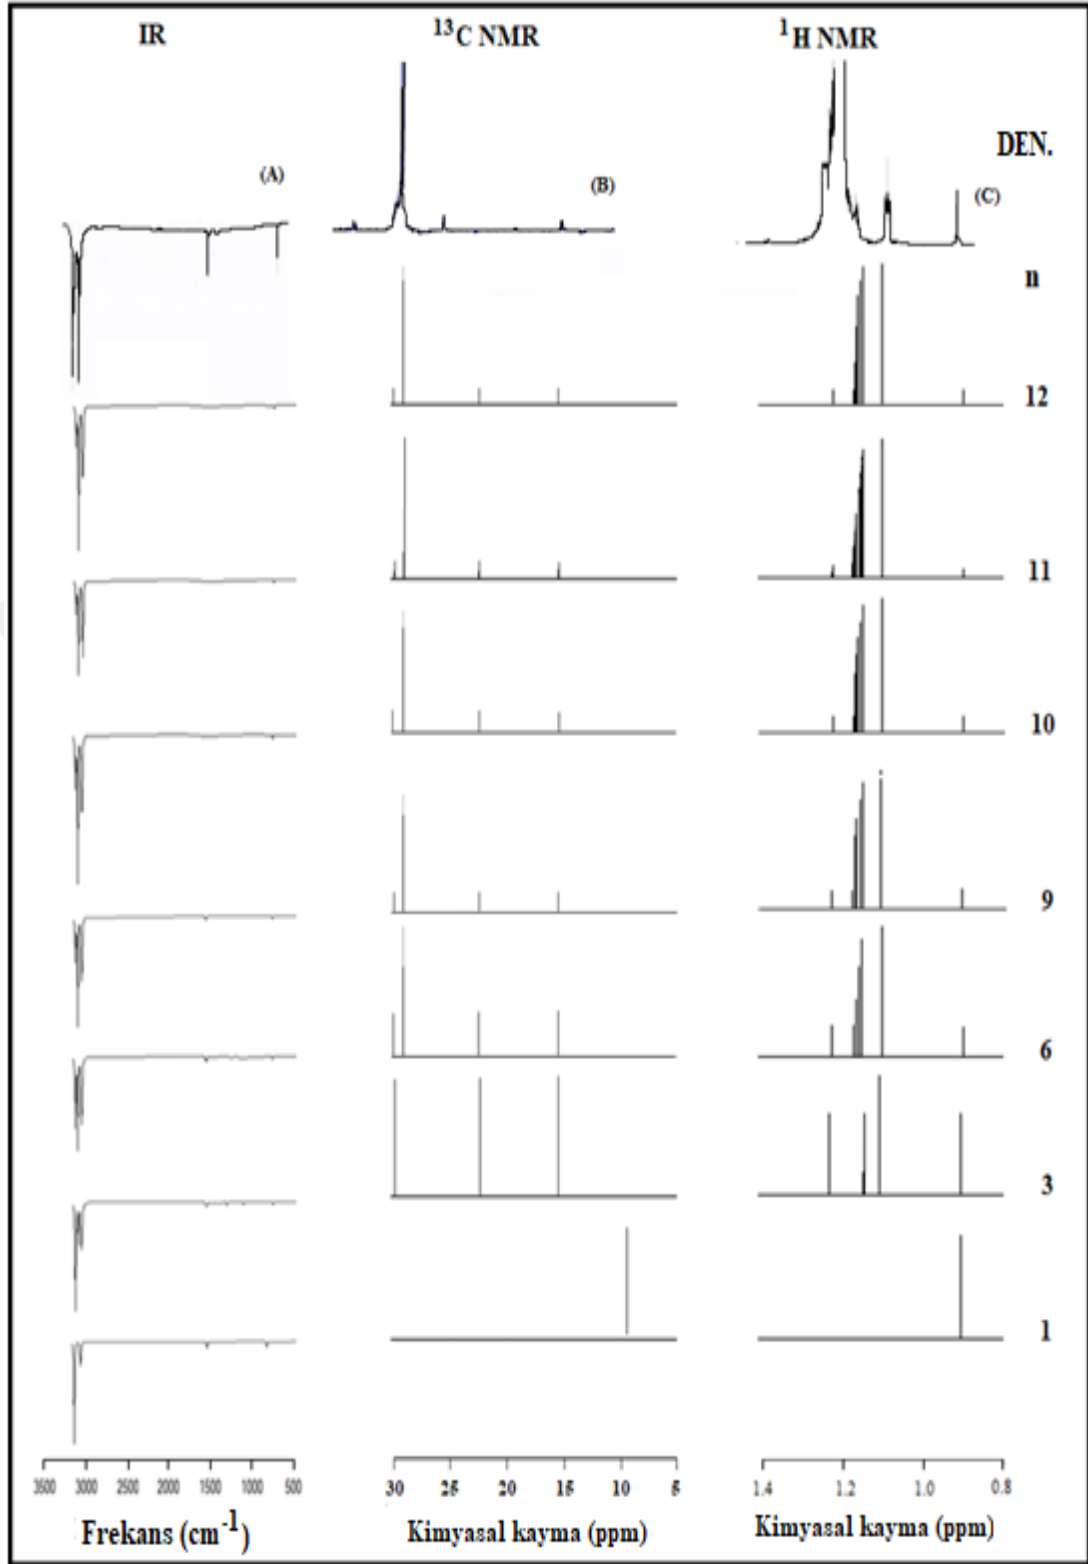 IR
¹³C NMR
¹H NMR
DEN.
(A)
(B)
(C)
n
12
11
10
9
6
3
1
3500 3000 2500 2000 1500 1000 500
30 25 20 15 10 5
1.4 1.2 1.0 0.8
Frekans (cm⁻¹)
Kimyasal kayma (ppm)
Kimyasal kayma (ppm)